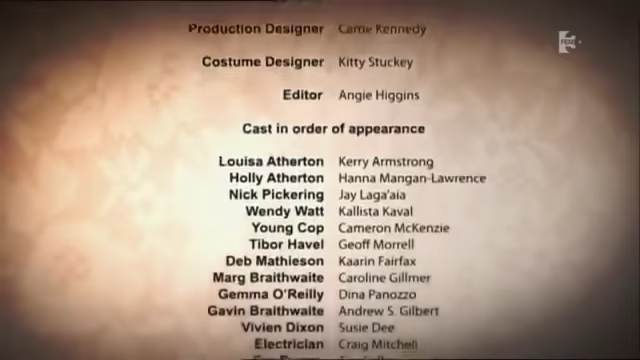 Production Designer Carrie Kennedy
Costume Designer Kitty Stuckey
Editor Angie Higgins
Cast in order of appearance
Louisa Atherton Kerry Armstrong
Holly Atherton Hanna Mangan-Lawrence
Nick Pickering Jay Laga'aia
Wendy Watt Kallista Kaval
Young Cop Cameron McKenzie
Tibor Havel Geoff Morrell
Deb Mathieson Kaarin Fairfax
Marg Braithwaite Caroline Gillmer
Gemma O'Reilly Dina Panozzo
Gavin Braithwaite Andrew S. Gilbert
Vivien Dixon Susie Dee
Electrician Craig Mitchell